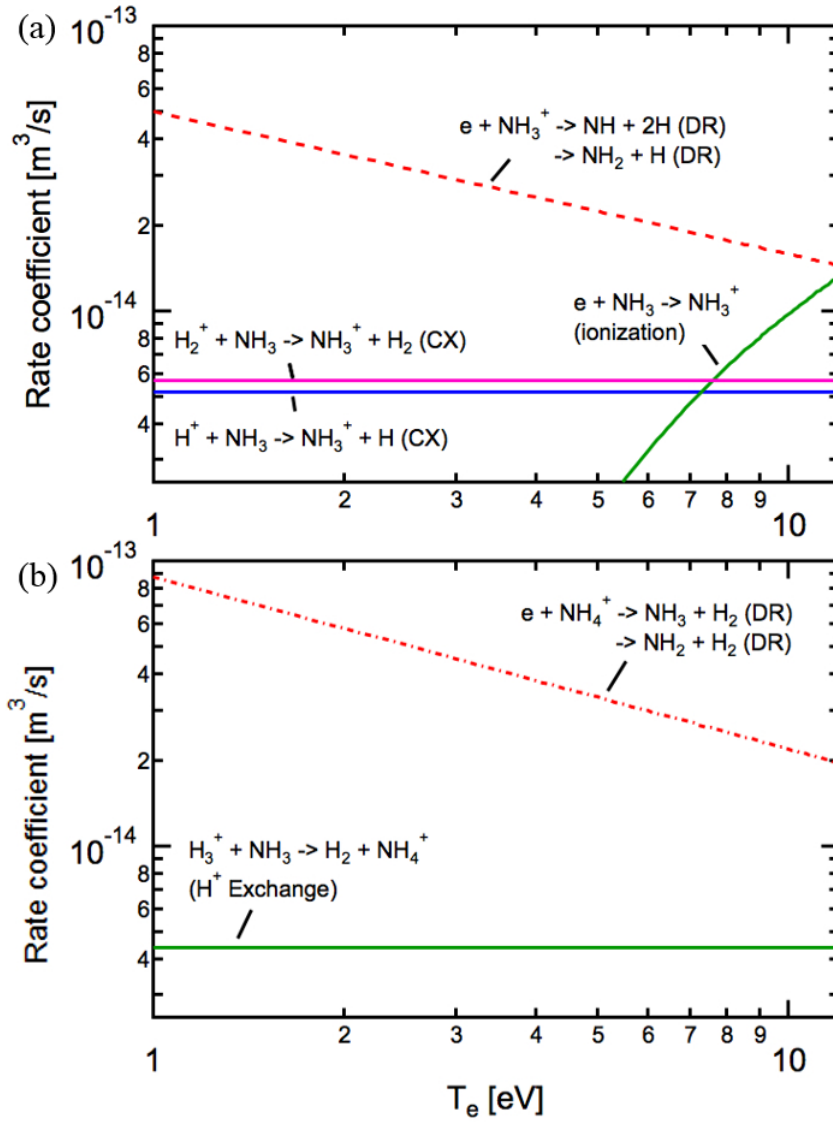 (a)
10^-13
8
6
4
2
10^-14
8
6
4
Rate coefficient [m^3/s]
e + NH3^+ -> NH + 2H (DR)
-> NH2 + H (DR)
e + NH3 -> NH3^+
(ionization)
H2^+ + NH3 -> NH3^+ + H2 (CX)
H^+ + NH3 -> NH3^+ + H (CX)
1 2 3 4 5 6 7 8 9 10
(b)
10^-13
8
6
4
2
10^-14
8
6
4
Rate coefficient [m^3/s]
e + NH4^+ -> NH3 + H2 (DR)
-> NH2 + H2 (DR)
H3^+ + NH3 -> H2 + NH4^+
(H^+ Exchange)
1 2 3 4 5 6 7 8 9 10
Te [eV]